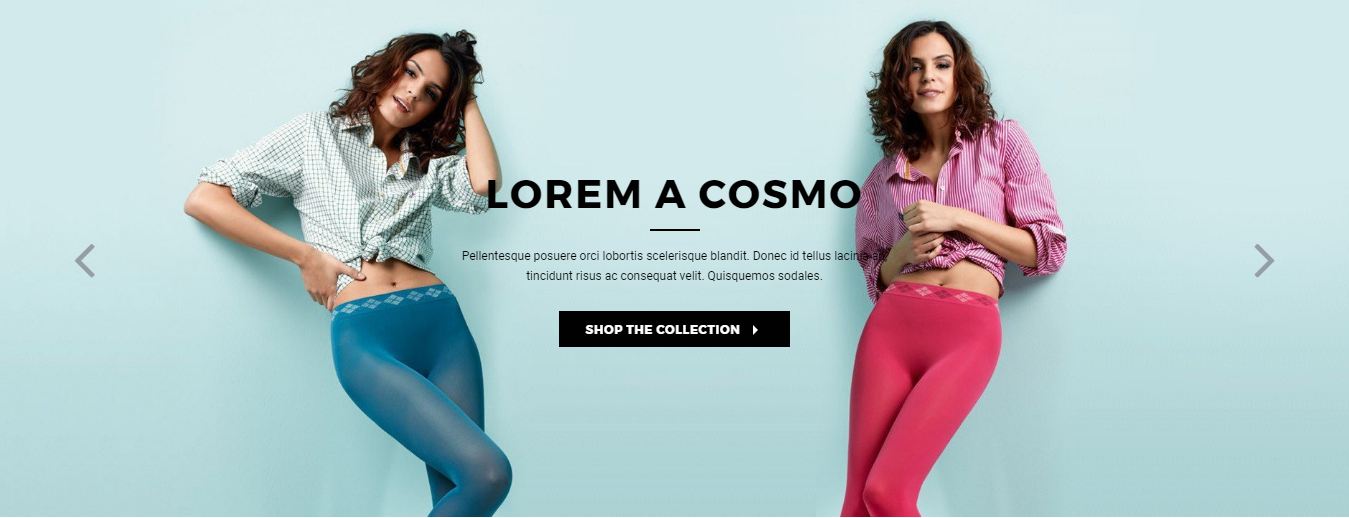 LOREM A COSMO
Pellentesque posuere orci lobortis scelerisque blandit. Donec id tellus lacinia an
tincidunt risus ac consequat velit. Quisquemos sodales.
SHOP THE COLLECTION